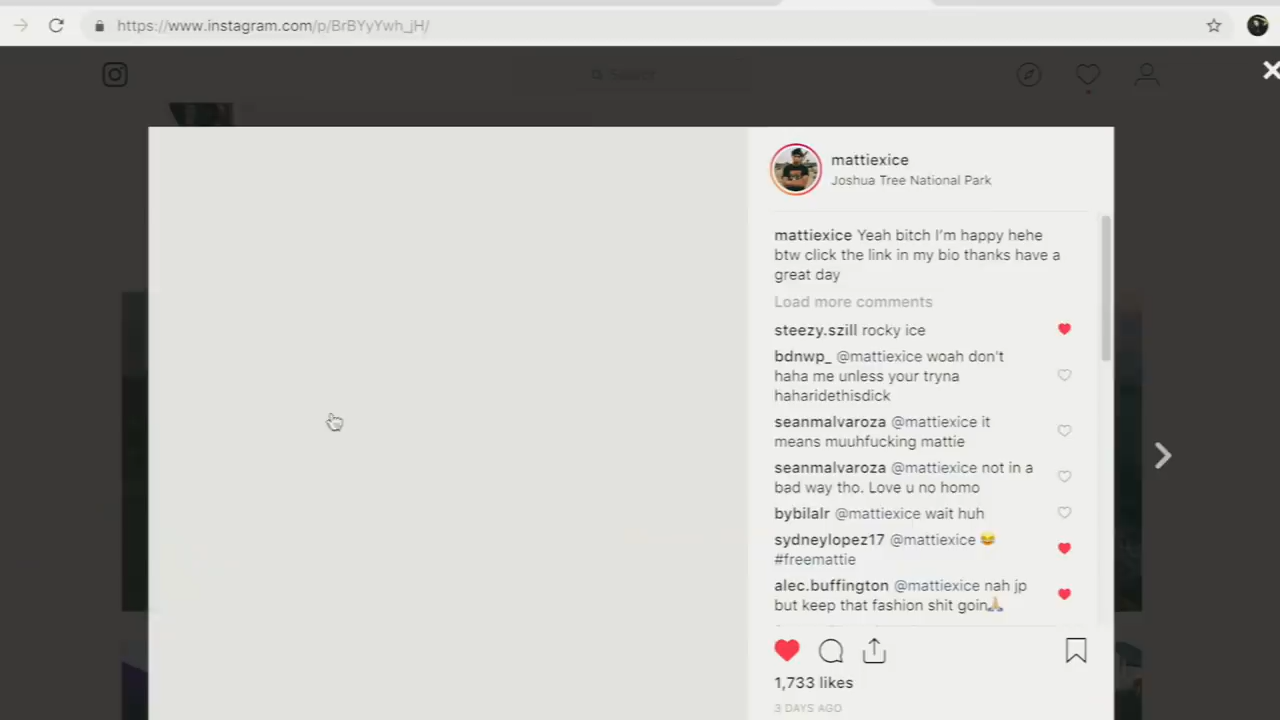 https://www.instagram.com/p/BrBYyYwh_jH/
Search
mattiexice
Joshua Tree National Park
mattiexice Yeah bitch I'm happy hehe
btw click the link in my bio thanks have a
great day
Load more comments
steezy.szill rocky ice
bdnwp_ @mattiexice woah don't
haha me unless your tryna
haharidethisdick
seanmalvaroza @mattiexice it
means muuhfucking mattie
seanmalvaroza @mattiexice not in a
bad way tho. Love u no homo
bybilalr @mattiexice wait huh
sydneylopez17 @mattiexice 😂
#freemattie
alec.buffington @mattiexice nah jp
but keep that fashion shit goin🙏🏼
1,733 likes
3 DAYS AGO